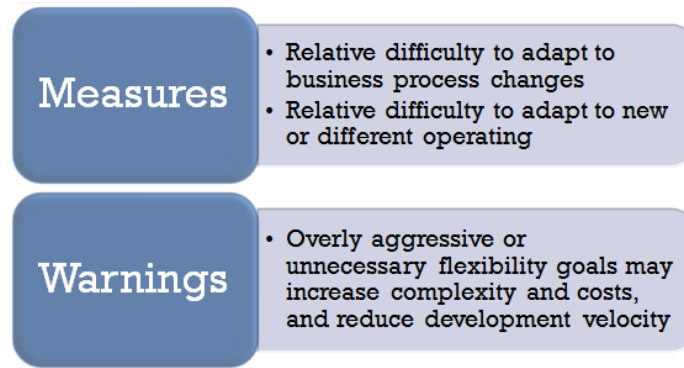 Measures
• Relative difficulty to adapt to
business process changes
• Relative difficulty to adapt to new
or different operating
Warnings
• Overly aggressive or
unnecessary flexibility goals may
increase complexity and costs,
and reduce development velocity